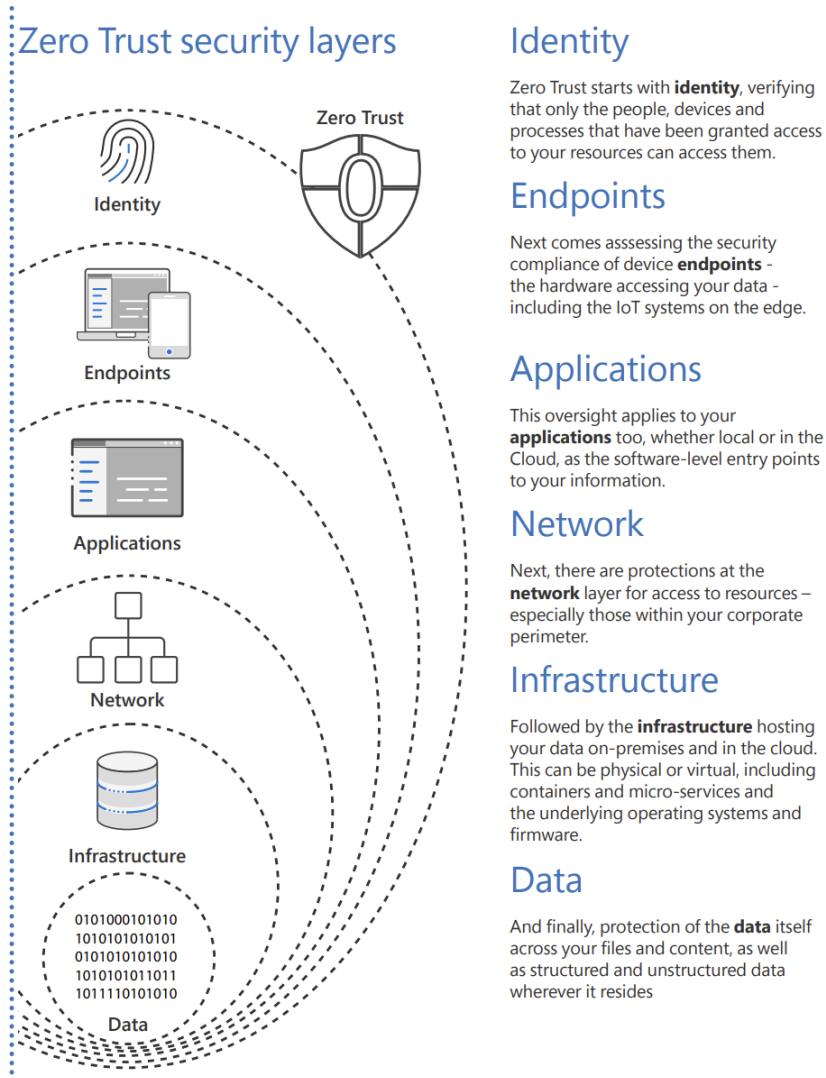 Zero Trust security layers
Zero Trust
Identity
Endpoints
Applications
Network
Infrastructure
0101000101010
1010101010101
0101010101010
1010101011011
1011110101010
Data
Identity
Zero Trust starts with identity, verifying
that only the people, devices and
processes that have been granted access
to your resources can access them.
Endpoints
Next comes asssessing the security
compliance of device endpoints -
the hardware accessing your data -
including the IoT systems on the edge.
Applications
This oversight applies to your
applications too, whether local or in the
Cloud, as the software-level entry points
to your information.
Network
Next, there are protections at the
network layer for access to resources –
especially those within your corporate
perimeter.
Infrastructure
Followed by the infrastructure hosting
your data on-premises and in the cloud.
This can be physical or virtual, including
containers and micro-services and
the underlying operating systems and
firmware.
Data
And finally, protection of the data itself
across your files and content, as well
as structured and unstructured data
wherever it resides